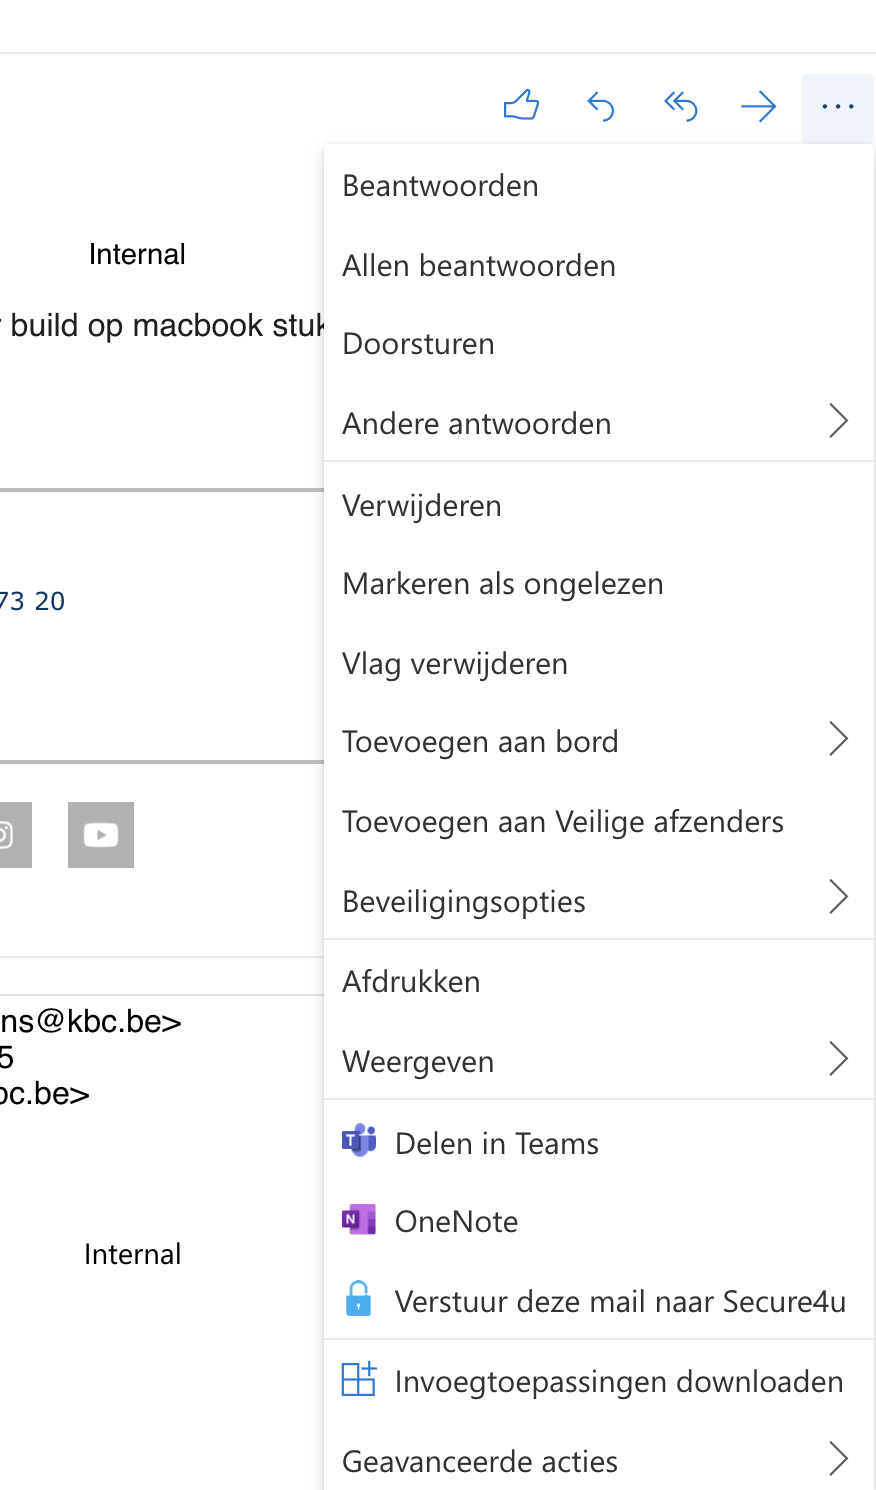 Internal
build op macbook stuk
73 20
ns@kbc.be>
5
bc.be>
Internal
Beantwoorden
Allen beantwoorden
Doorsturen
Andere antwoorden
Verwijderen
Markeren als ongelezen
Vlag verwijderen
Toevoegen aan bord
Toevoegen aan Veilige afzenders
Beveiligingsopties
Afdrukken
Weergeven
Delen in Teams
OneNote
Verstuur deze mail naar Secure4u
Invoegtoepassingen downloaden
Geavanceerde acties